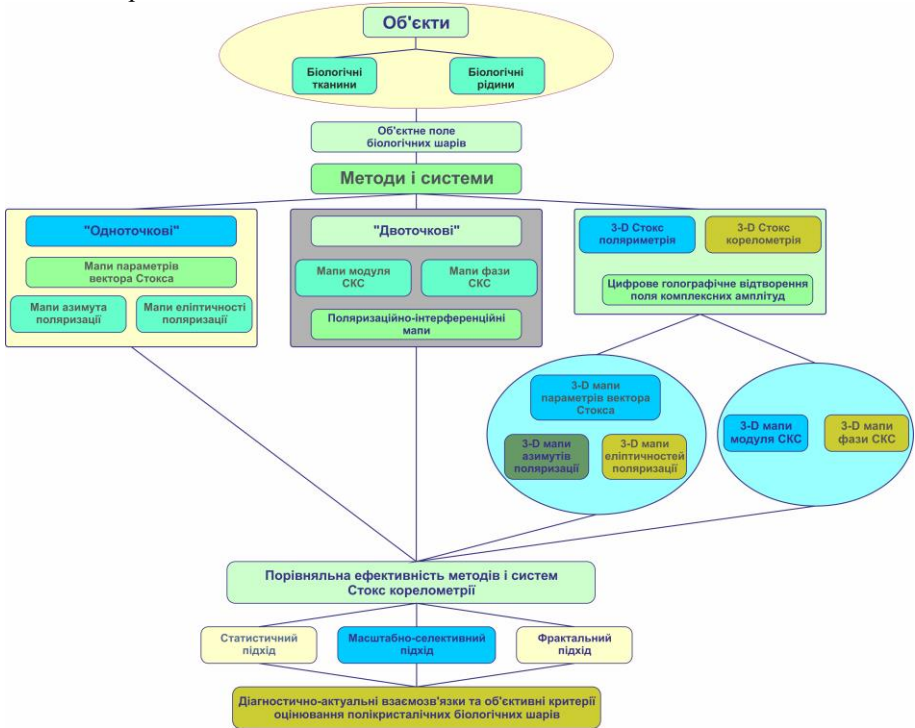 Об'єкти
Біологічні
тканини
Біологічні
рідини
Об'єктне поле
біологічних шарів
Методи і системи
"Одноточкові"
Мапи параметрів
вектора Стокса
Мапи азимута
поляризації
Мапи еліптичності
поляризації
"Двоточкові"
Мапи модуля
СКС
Мапи фази
СКС
Поляризаційно-інтерференційні
мапи
3-D Стокс
поляриметрія
3-D Стокс
корелометрія
Цифрове голографічне відтворення
поля комплексних амплітуд
3-D мапи
параметрів вектора
Стокса
3-D мапи
азимутів
поляризації
3-D мапи
еліптичностей
поляризації
3-D мапи
модуля СКС
3-D мапи
фази СКС
Порівняльна ефективність методів і систем
Стокс корелометрії
Статистичний
підхід
Масштабно-селективний
підхід
Фрактальний
підхід
Діагностично-актуальні взаємозв'язки та об'єктивні критерії
оцінювання полікристалічних біологічних шарів